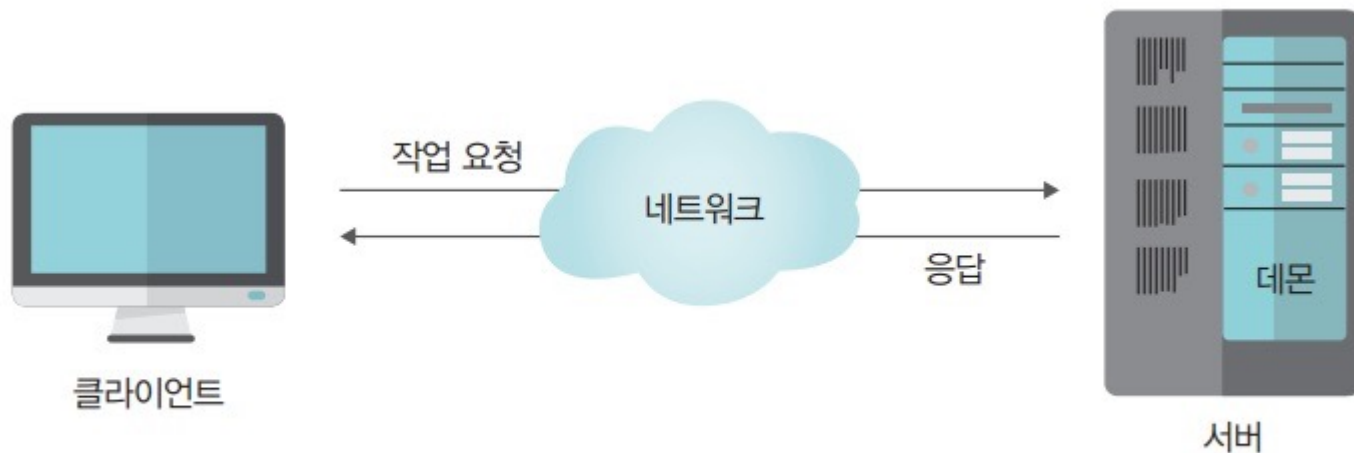 작업 요청
네트워크
응답
데몬
클라이언트
서버